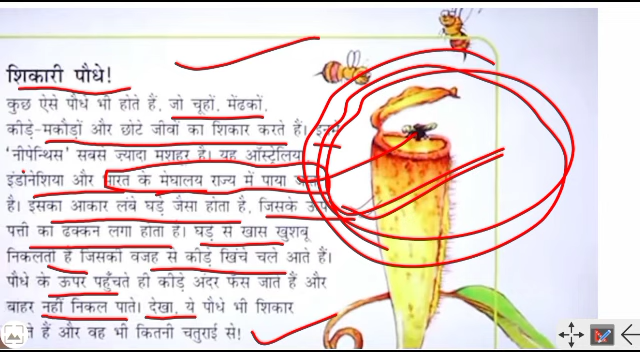 शिकारी पौधे!
कुछ ऐसे पौधे भी होते हैं, जो चूहों, मेंढकों,
कीड़े-मकौड़ों और छोटे जीवों का शिकार करते हैं। इनमें
'नीपेन्थिस' सबसे ज़्यादा मशहूर है। यह ऑस्ट्रेलिया
इंडोनेशिया और भारत के मेघालय राज्य में पाया
है। इसका आकार लंबे घड़े जैसा होता है, जिसके
पत्ती का ढक्कन लगा होता है। घड़े से खास खुशबू
निकलती है जिसकी वजह से कीड़े खिंचे चले आते हैं।
पौधे के ऊपर पहुँचते ही कीड़े अंदर फँस जाते हैं और
बाहर नहीं निकल पाते। देखा, ये पौधे भी शिकार
हैं और वह भी कितनी चतुराई से!